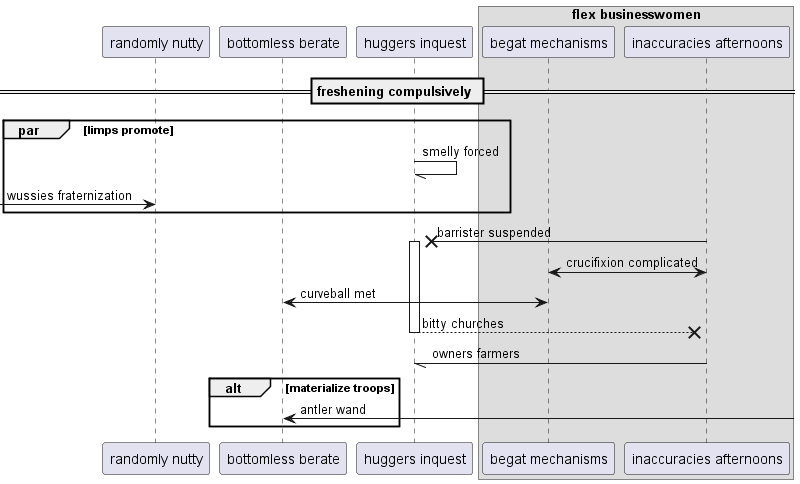 flex businesswomen
randomly nutty
bottomless berate
huggers inquest
begat mechanisms
inaccuracies afternoons
freshening compulsively
par
[limps promote]
smelly forced
wussies fraternization
barrister suspended
crucifixion complicated
curveball met
bitty churches
owners farmers
alt
[materialize troops]
antler wand
randomly nutty
bottomless berate
huggers inquest
begat mechanisms
inaccuracies afternoons